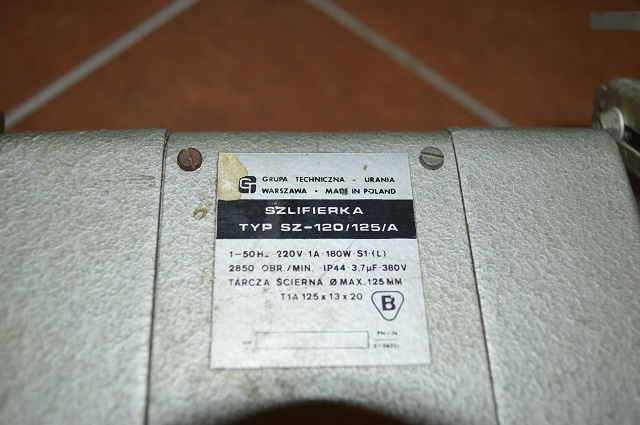 GT GRUPA TECHNICZNA - URANIA
WARSZAWA • MADE IN POLAND
SZLIFIERKA
TYP SZ-120/125/A
1-50Hz 220V·1A·180W·S1·(L)
2850 OBR./MIN. ·IP44·3,7µF·380V
TARCZA ŚCIERNA Ø MAX. 125 MM
T1A 125 x 13 x 20
B